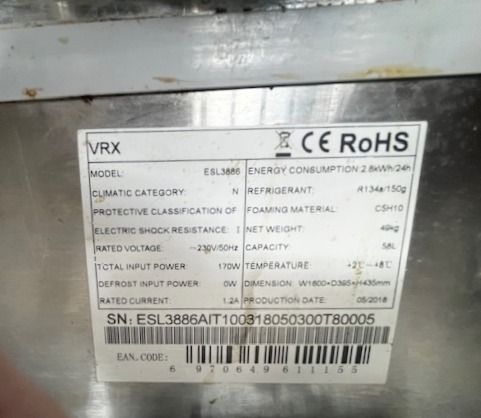 VRX CE RoHS
MODEL: ESL3886 ENERGY CONSUMPTION: 2.8kWh/24h
CLIMATIC CATEGORY: N REFRIGERANT: R134a/150g
PROTECTIVE CLASSIFICATION OF FOAMING MATERIAL: C5H10
ELECTRIC SHOCK RESISTANCE: I NET WEIGHT: 49kg
RATED VOLTAGE: ~230V/50Hz CAPACITY: 58L
TOTAL INPUT POWER: 170W TEMPERATURE: +2℃~+8℃
DEFROST INPUT POWER: 0W DIMENSION: W1600×D395×H435mm
RATED CURRENT: 1.2A PRODUCTION DATE: 05/2018
SN: ESL3886AIT100318050300T80005
EAN.CODE:
6 970649 611155